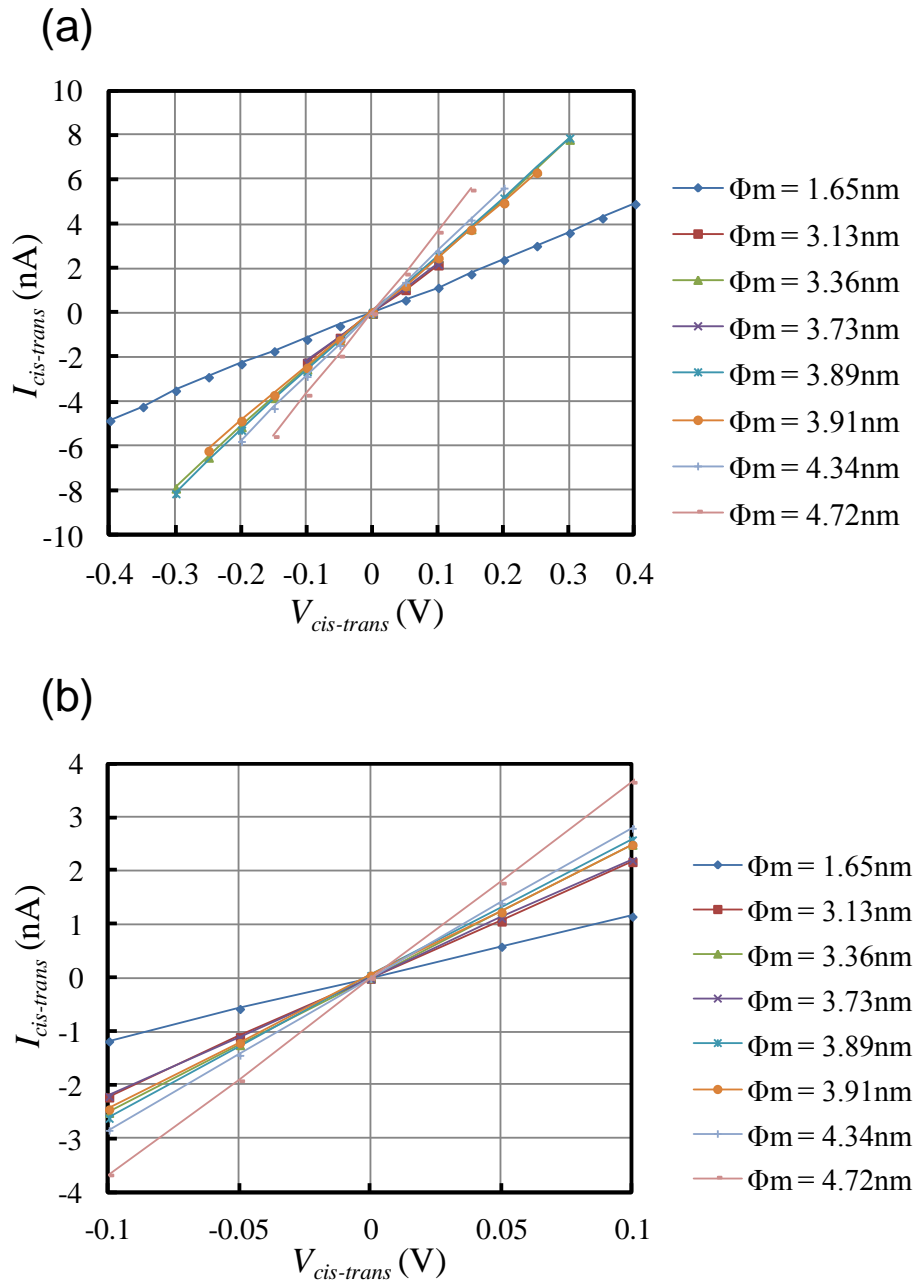 (a)
10
8
6
4
2
0
-2
-4
-6
-8
-10
I cis-trans (nA)
-0.4 -0.3 -0.2 -0.1 0 0.1 0.2 0.3 0.4
V cis-trans (V)
Φm = 1.65nm
Φm = 3.13nm
Φm = 3.36nm
Φm = 3.73nm
Φm = 3.89nm
Φm = 3.91nm
Φm = 4.34nm
Φm = 4.72nm
(b)
4
3
2
1
0
-1
-2
-3
-4
I cis-trans (nA)
-0.1 -0.05 0 0.05 0.1
V cis-trans (V)
Φm = 1.65nm
Φm = 3.13nm
Φm = 3.36nm
Φm = 3.73nm
Φm = 3.89nm
Φm = 3.91nm
Φm = 4.34nm
Φm = 4.72nm